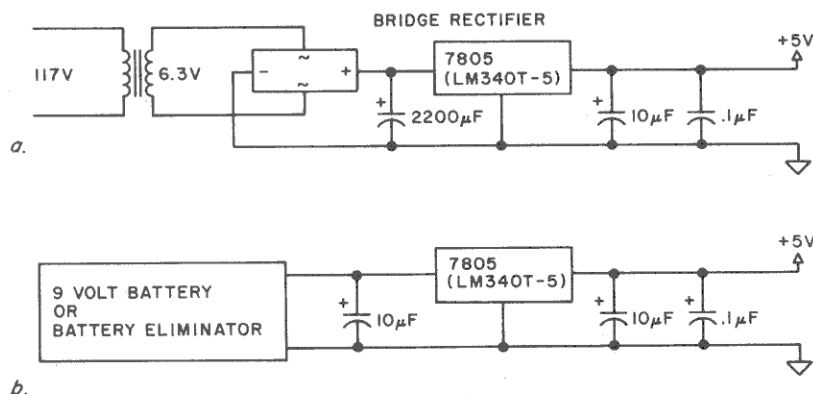 BRIDGE RECTIFIER
+5V
117V
6.3V
~
-
+
~
7805
(LM340T-5)
+
2200µF
+
10µF
.1µF
a.
+5V
9 VOLT BATTERY
OR
BATTERY ELIMINATOR
7805
(LM340T-5)
+
10µF
+
10µF
+
.1µF
b.